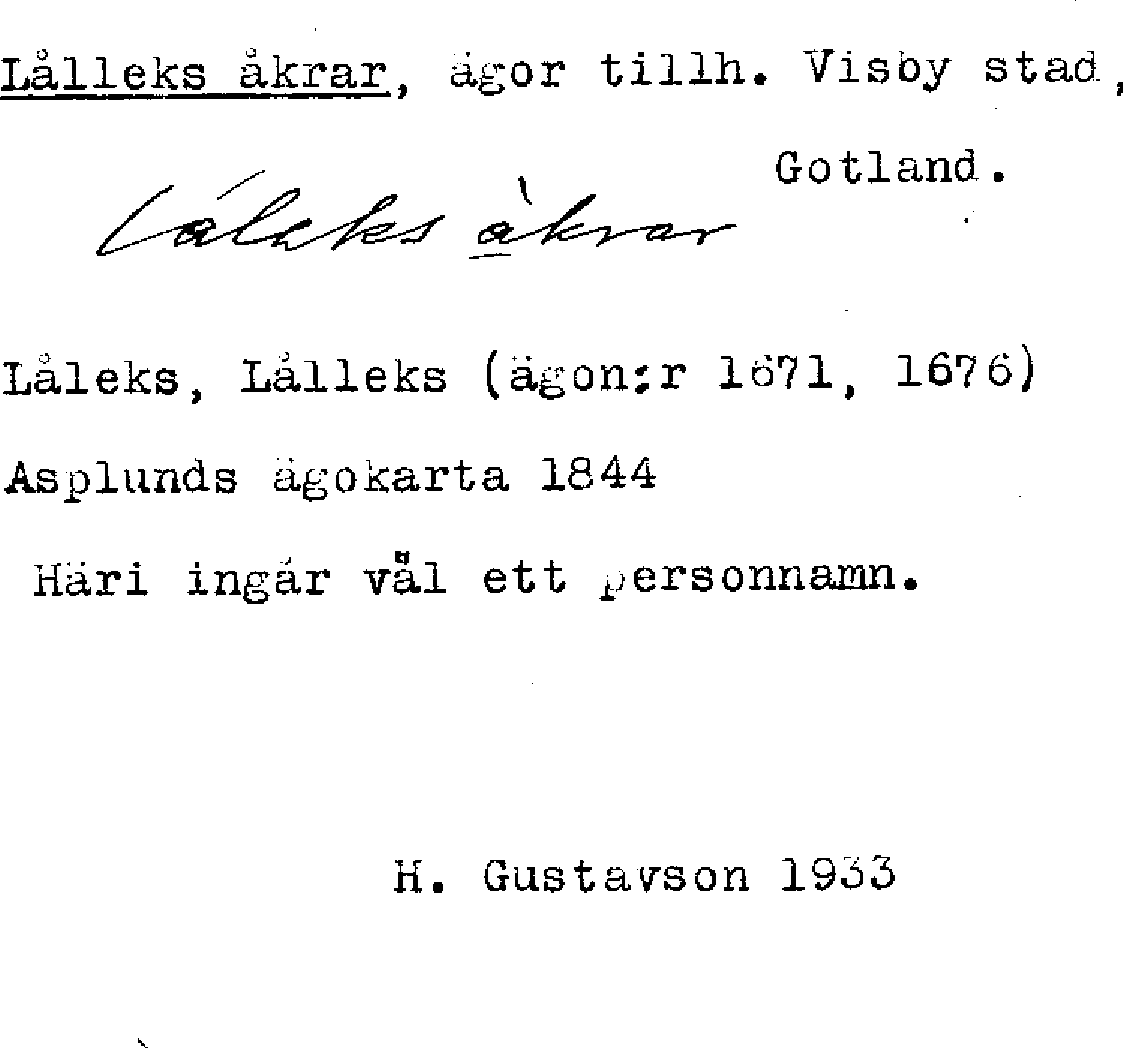 Lålleks åkrar, ägor tillh. Visby stad,
Gotland.
Låleks åkrar
Låleks, Lålleks (ägon:r 1671, 1676)
Asplunds ägokarta 1844
Häri ingår väl ett personnamn.
H. Gustavson 1933